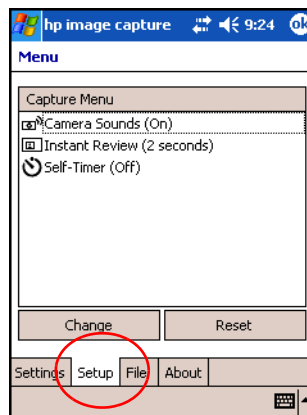 hp image capture 9:24 ok
Menu
Capture Menu
Camera Sounds (On)
Instant Review (2 seconds)
Self-Timer (Off)
Change Reset
Settings Setup File About